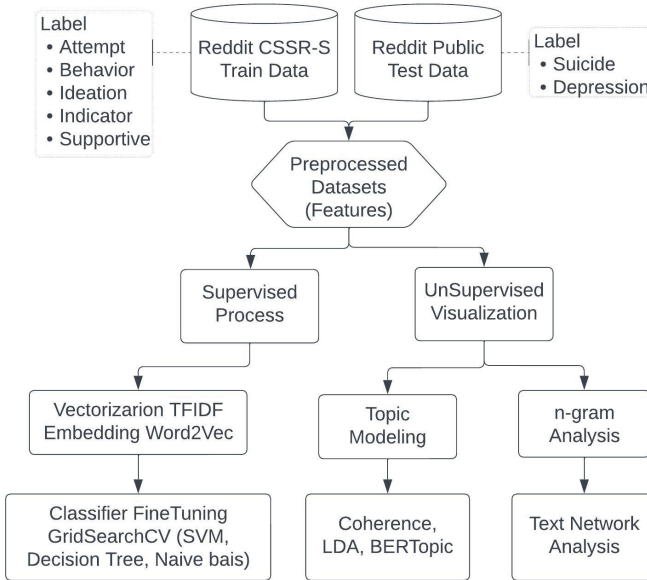 Label
• Attempt
• Behavior
• Ideation
• Indicator
• Supportive
Reddit CSSR-S
Train Data
Reddit Public
Test Data
Label
• Suicide
• Depression
Preprocessed
Datasets
(Features)
Supervised
Process
UnSupervised
Visualization
Vectorizarion TFIDF
Embedding Word2Vec
Topic
Modeling
n-gram
Analysis
Classifier FineTuning
GridSearchCV (SVM,
Decision Tree, Naive bais)
Coherence,
LDA, BERTopic
Text Network
Analysis